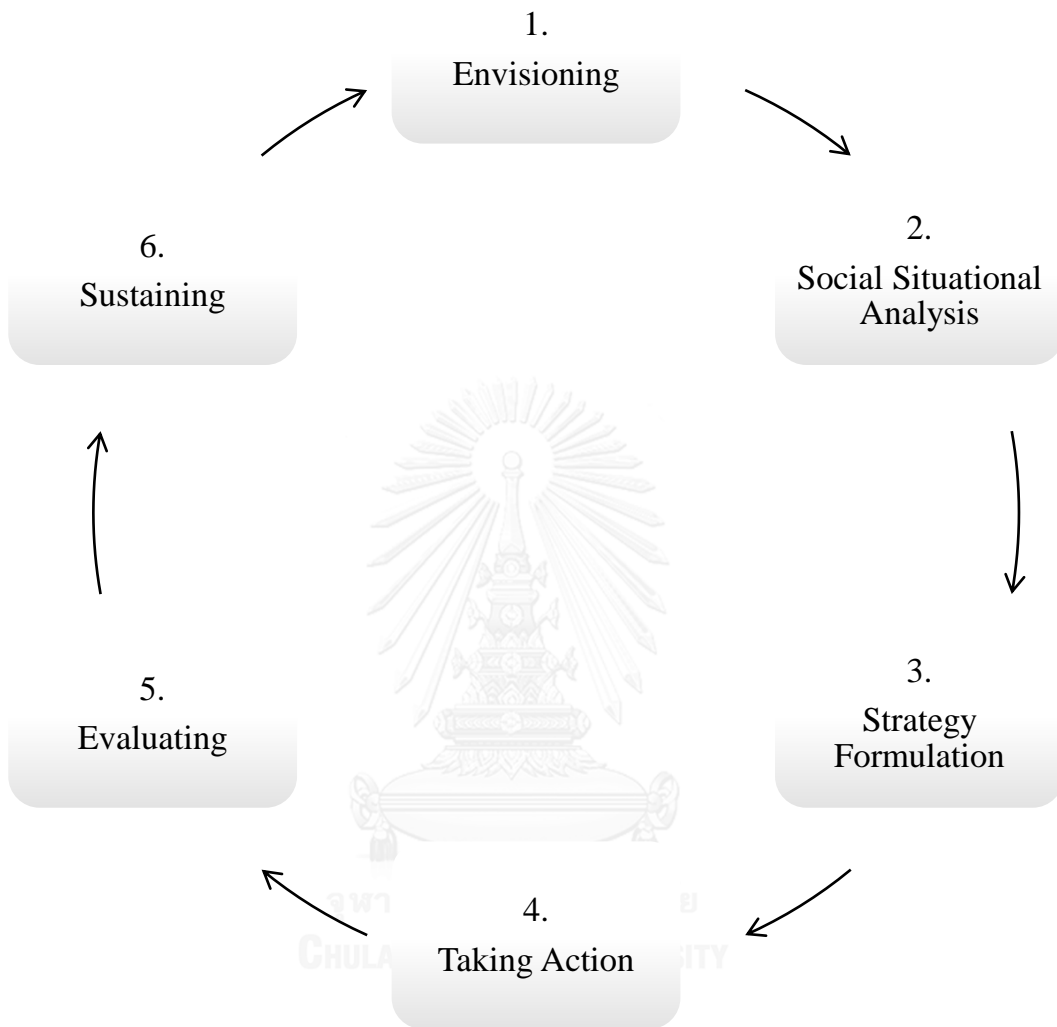 1.
Envisioning
2.
Social Situational
Analysis
3.
Strategy
Formulation
4.
Taking Action
5.
Evaluating
6.
Sustaining